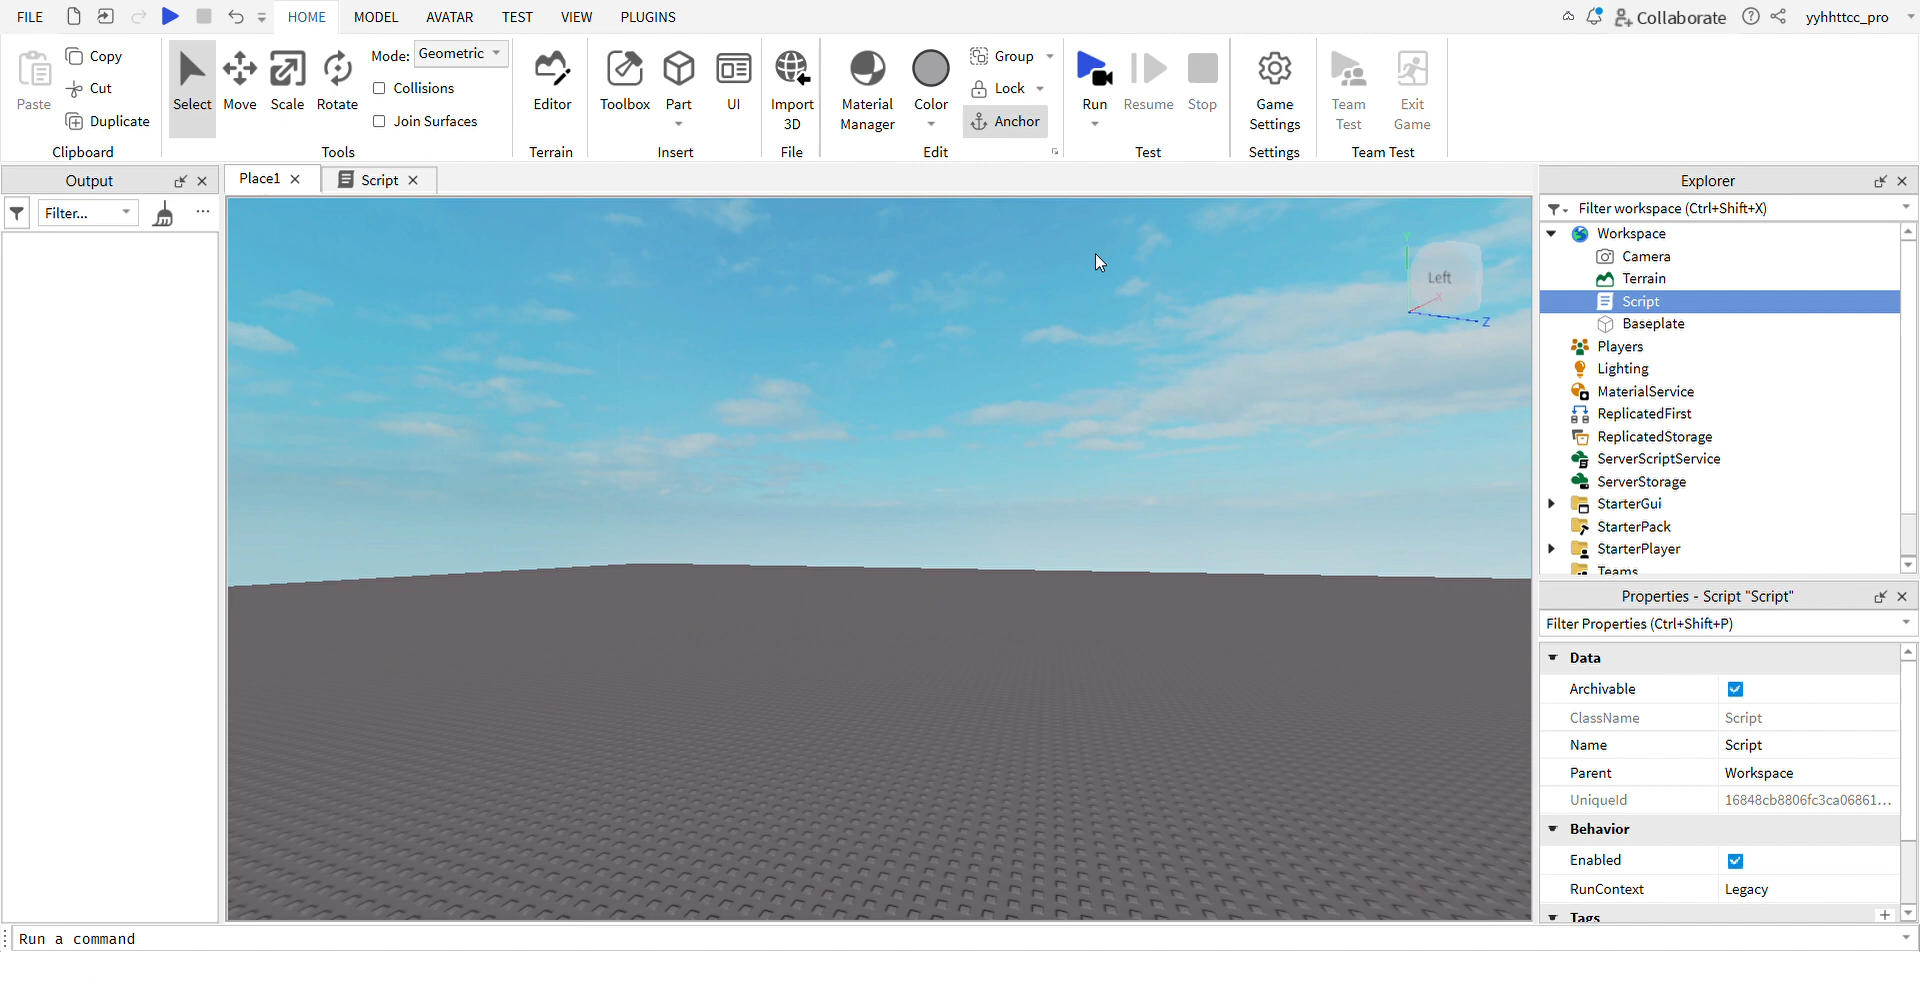 FILE HOME MODEL AVATAR TEST VIEW PLUGINS Collaborate yyhhttcc_pro
Paste Copy Cut Duplicate
Clipboard
Select Move Scale Rotate Mode: Geometric
Collisions
Join Surfaces
Tools
Editor
Terrain
Toolbox Part UI
Insert
Import 3D
File
Material Manager Color Group Lock Anchor
Edit
Run Resume Stop
Test
Game Settings
Settings
Team Test Exit Game
Team Test
Output
Filter...
Place1 Script
Left
Y
X
Z
Explorer
Filter workspace (Ctrl+Shift+X)
Workspace
Camera
Terrain
Script
Baseplate
Players
Lighting
MaterialService
ReplicatedFirst
ReplicatedStorage
ServerScriptService
ServerStorage
StarterGui
StarterPack
StarterPlayer
Teams
Properties - Script "Script"
Filter Properties (Ctrl+Shift+P)
Data
Archivable
ClassName Script
Name Script
Parent Workspace
UniqueId 16848cb8806fc3ca06861...
Behavior
Enabled
RunContext Legacy
Tags
Run a command